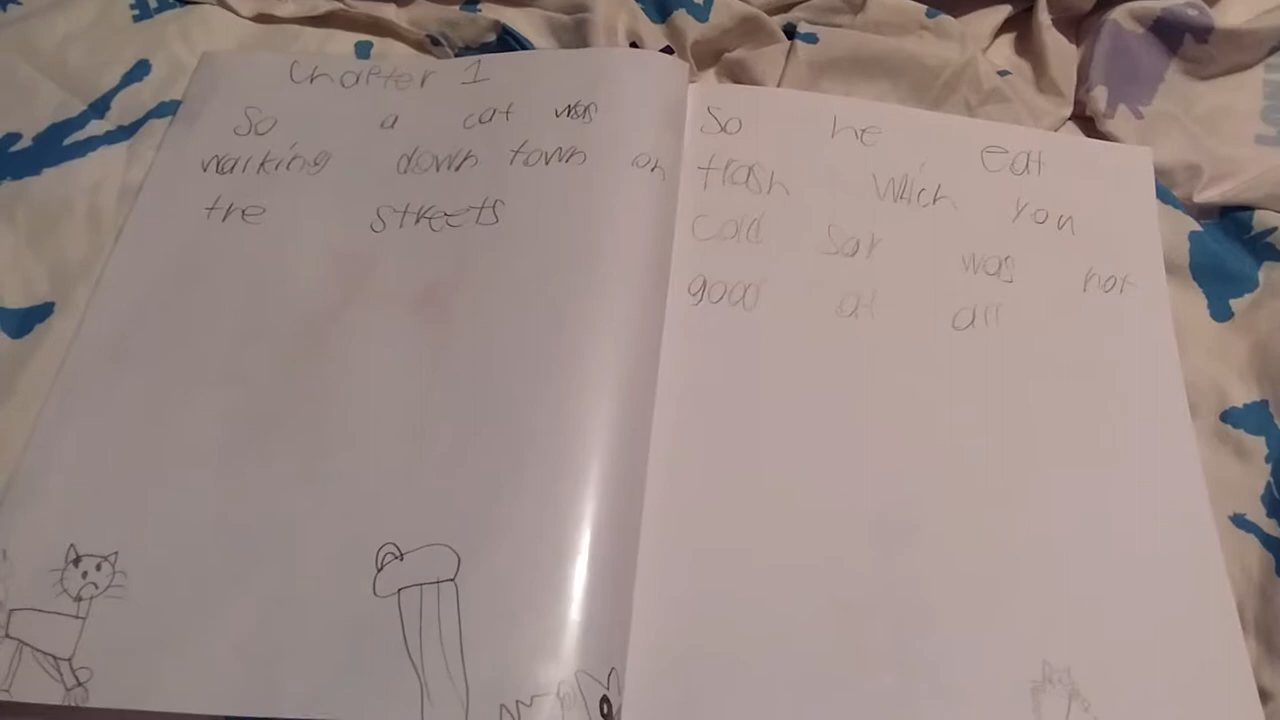 Chapter 1
So a cat was
walking down town on
the streets
So he eat
trash which you
cold say was not
good at all